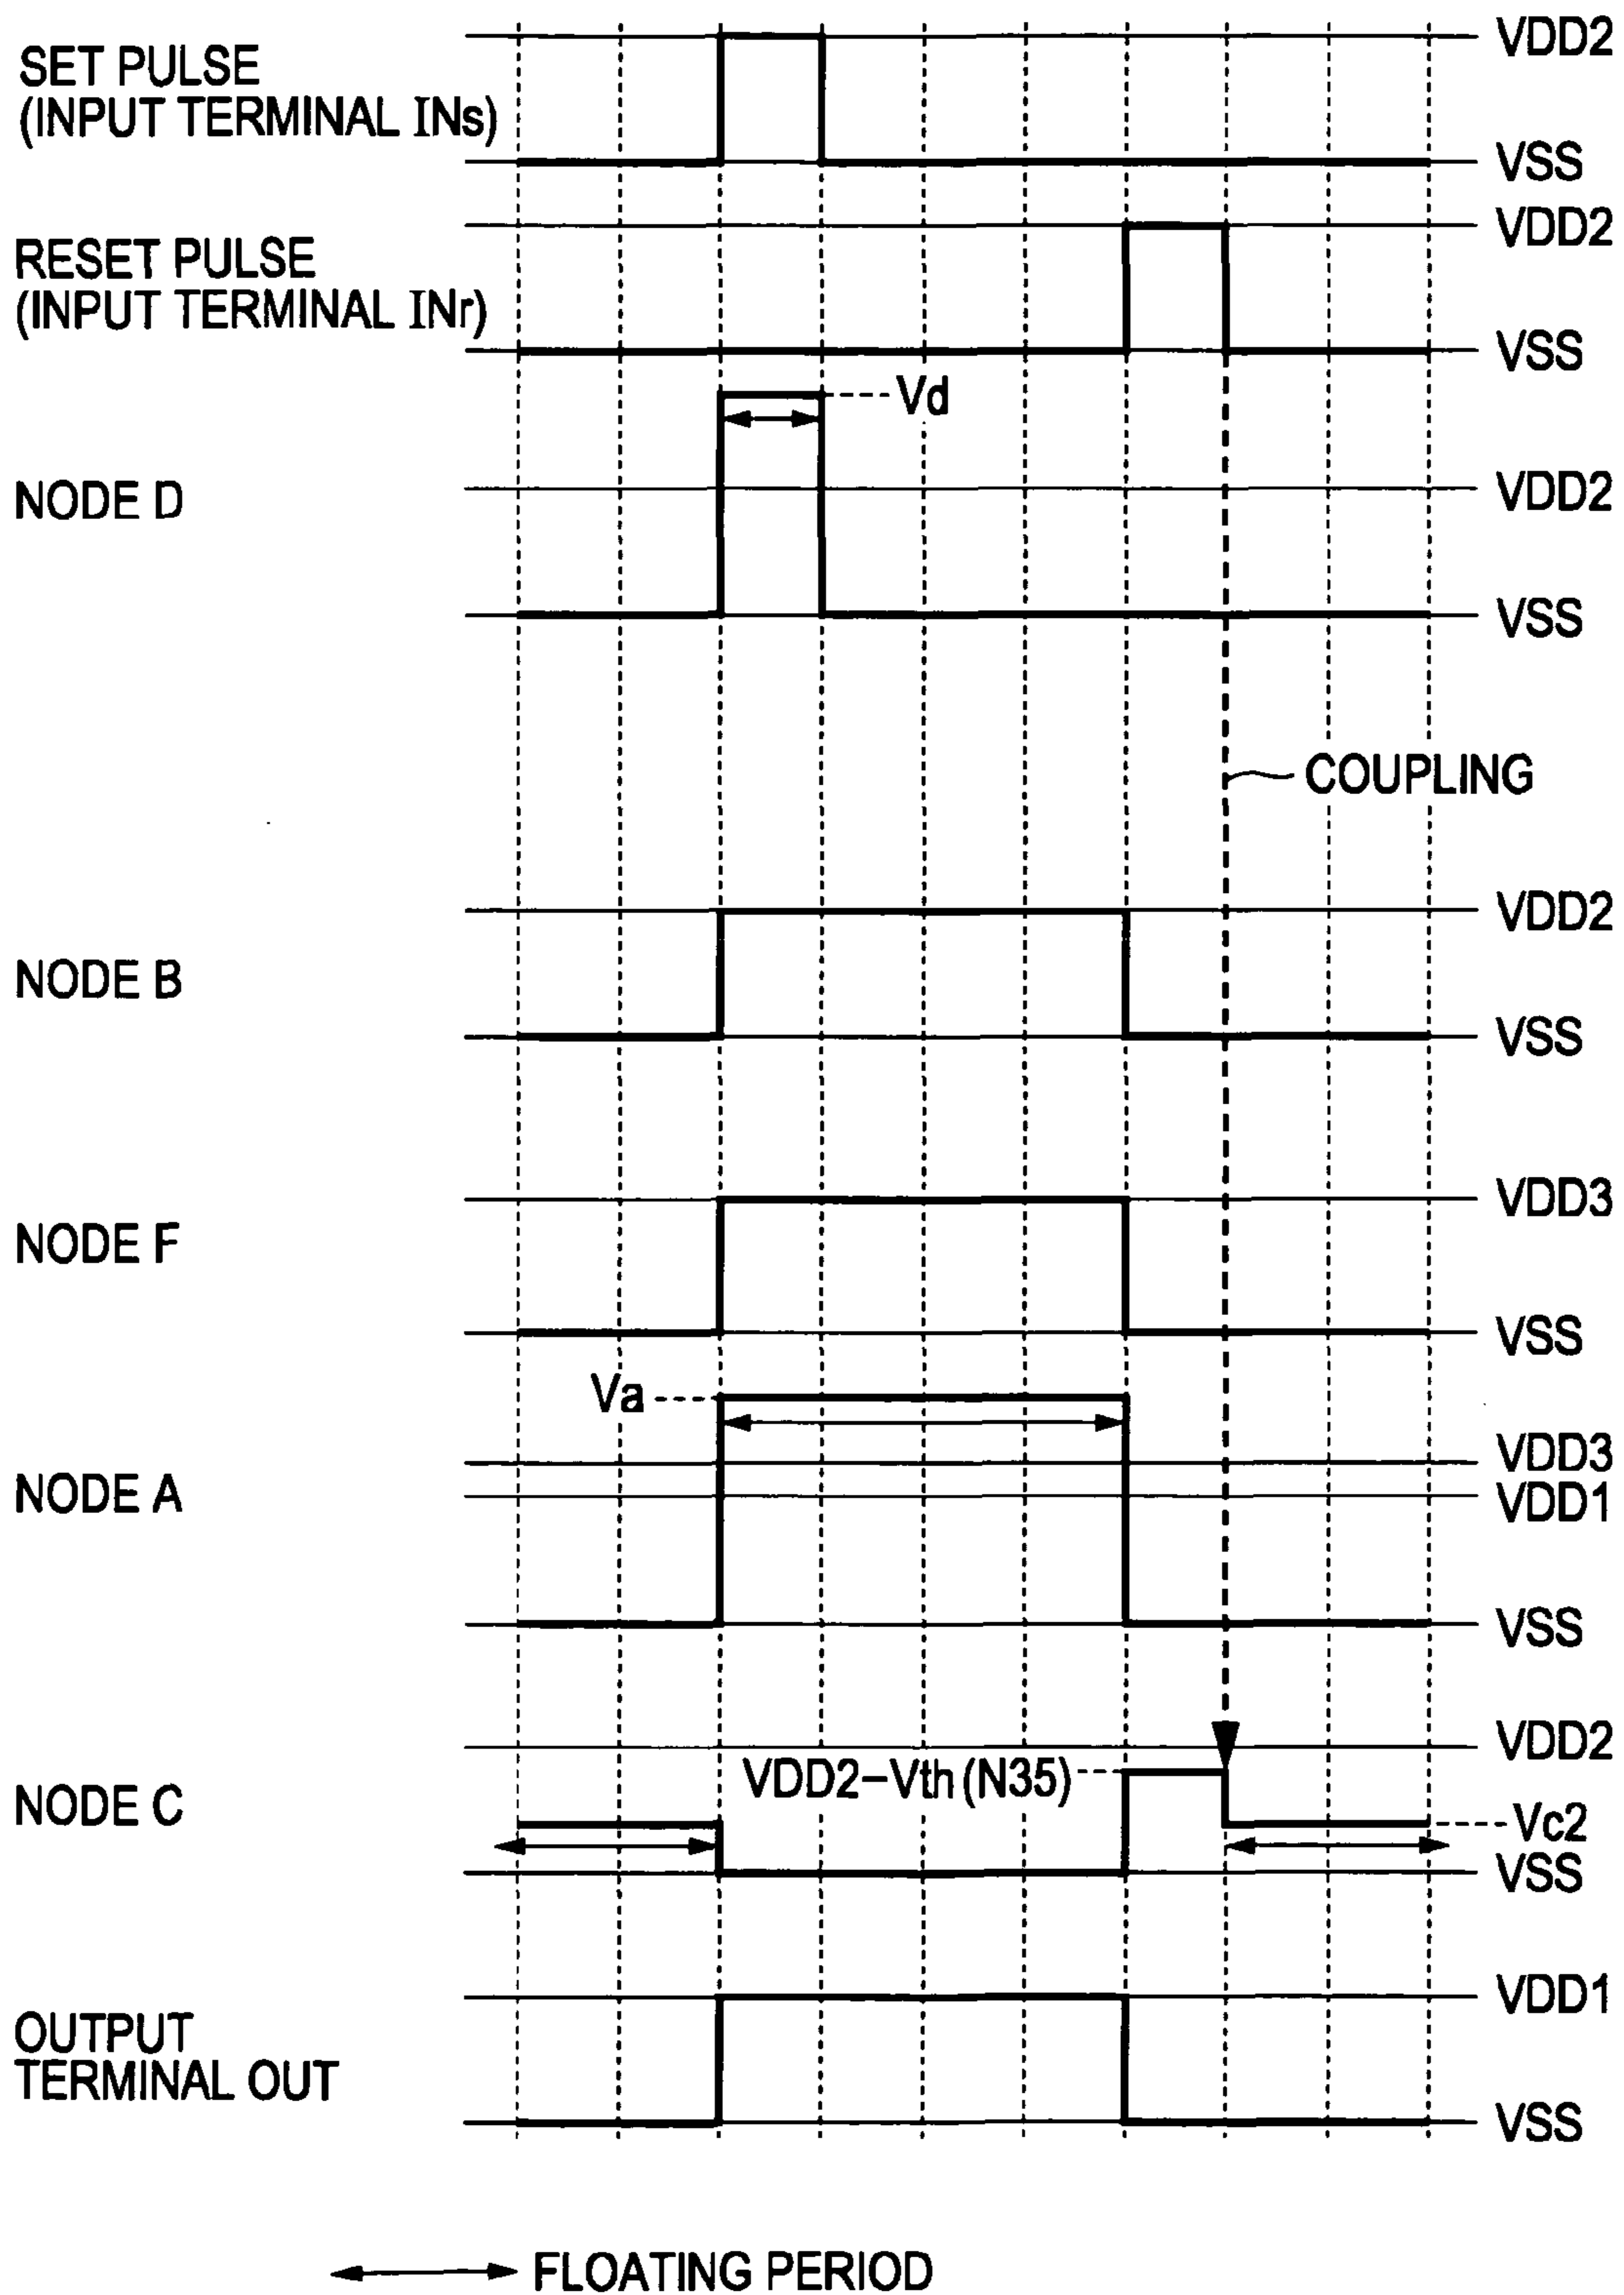 SET PULSE
(INPUT TERMINAL INs)
VDD2
VSS
RESET PULSE
(INPUT TERMINAL INr)
VDD2
VSS
Vd
NODE D
VDD2
VSS
COUPLING
NODE B
VDD2
VSS
NODE F
VDD3
VSS
Va
NODE A
VDD3
VDD1
VSS
NODE C
VDD2
VDD2-Vth (N35)
Vc2
VSS
OUTPUT
TERMINAL OUT
VDD1
VSS
FLOATING PERIOD